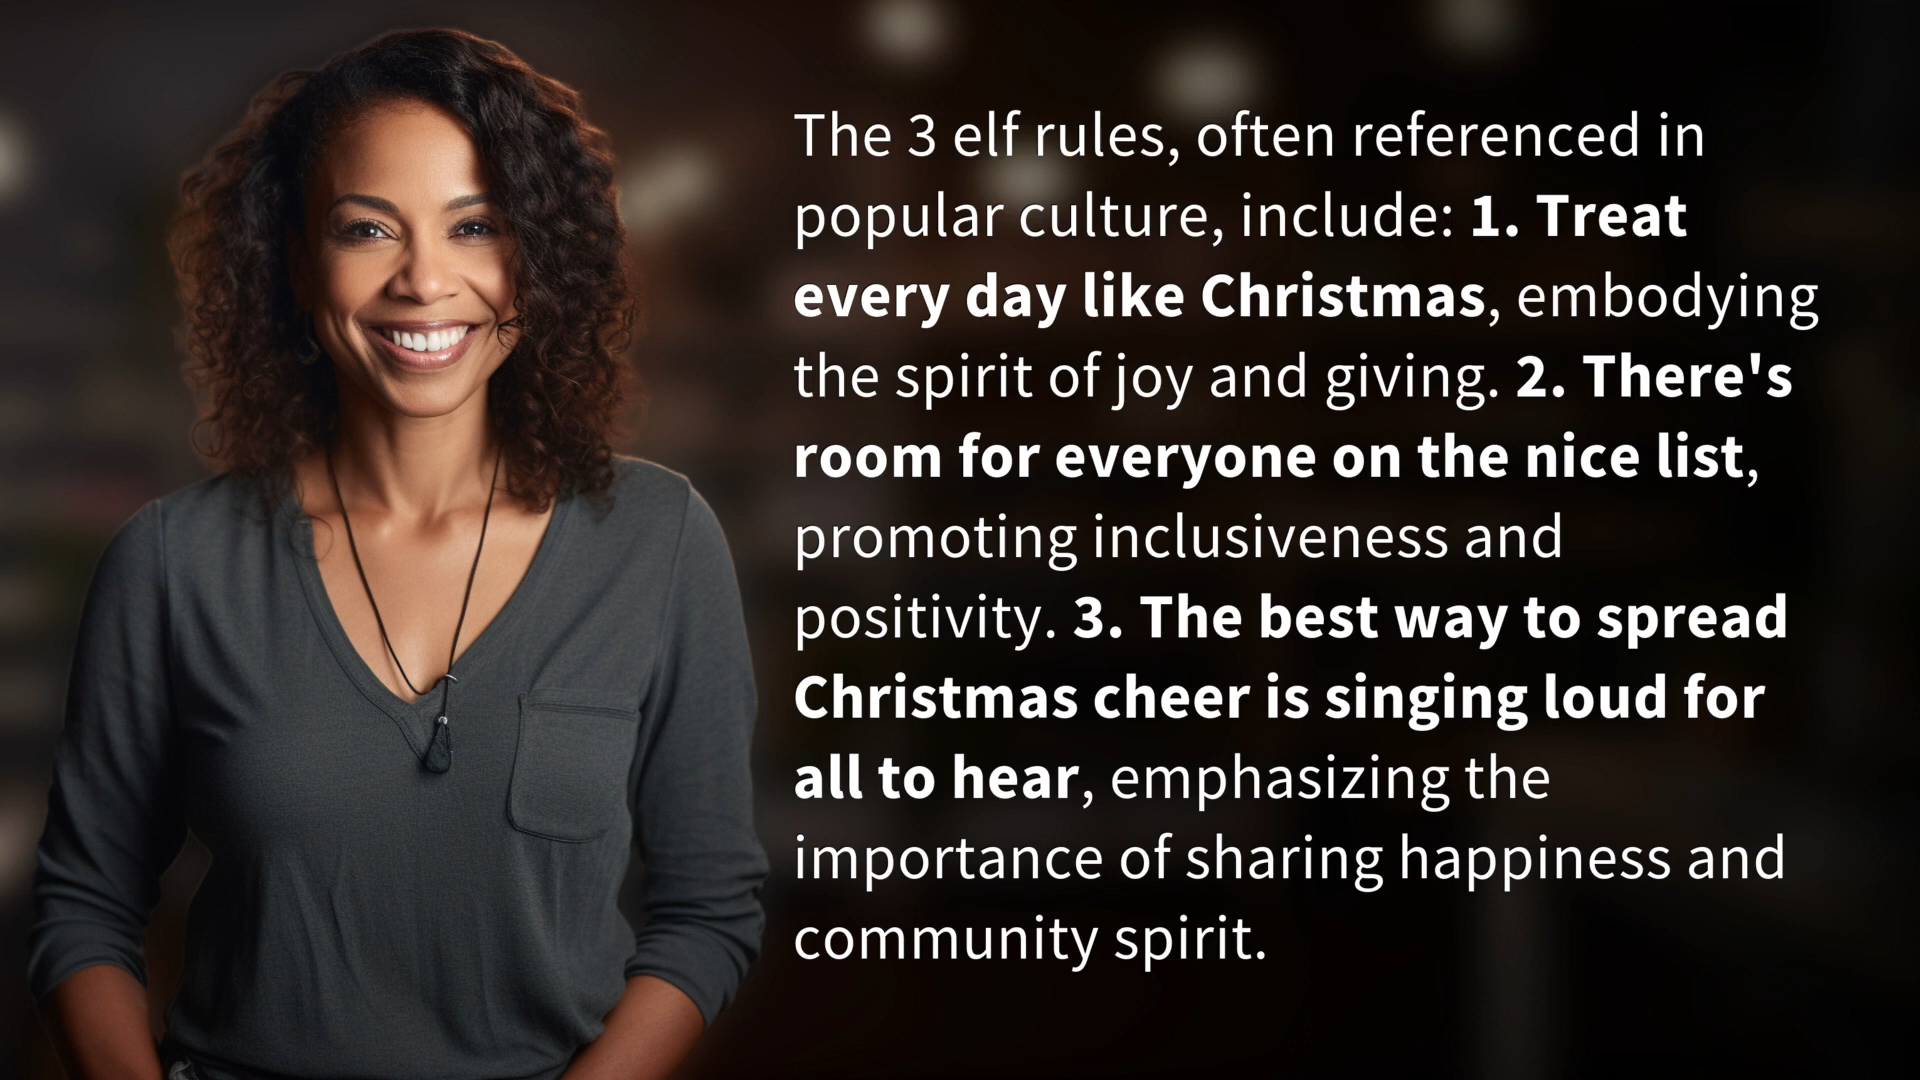 The 3 elf rules, often referenced in
popular culture, include: 1. Treat
every day like Christmas, embodying
the spirit of joy and giving. 2. There's
room for everyone on the nice list,
promoting inclusiveness and
positivity. 3. The best way to spread
Christmas cheer is singing loud for
all to hear, emphasizing the
importance of sharing happiness and
community spirit.